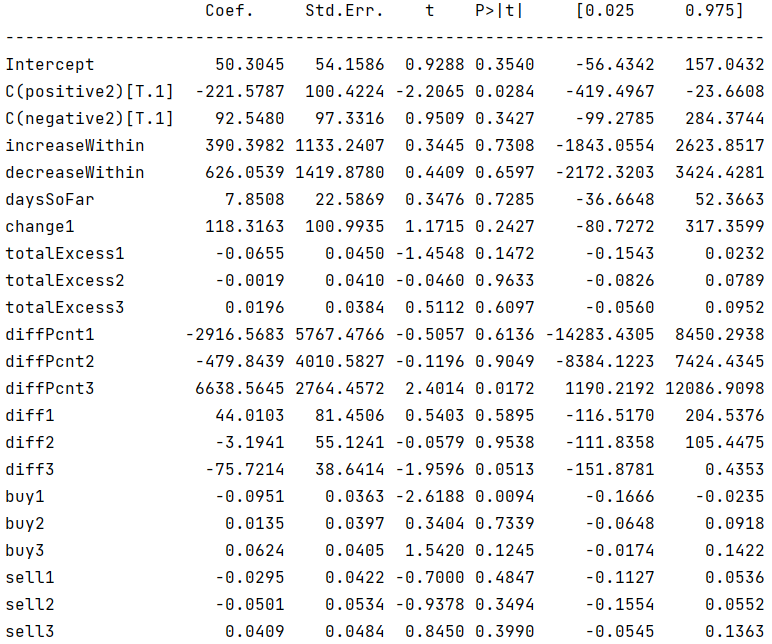 Coef. Std.Err. t P>|t| [0.025 0.975]
------------------------------------------------------------------------------
Intercept 50.3045 54.1586 0.9288 0.3540 -56.4342 157.0432
C(positive2)[T.1] -221.5787 100.4224 -2.2065 0.0284 -419.4967 -23.6608
C(negative2)[T.1] 92.5480 97.3316 0.9509 0.3427 -99.2785 284.3744
increaseWithin 390.3982 1133.2407 0.3445 0.7308 -1843.0554 2623.8517
decreaseWithin 626.0539 1419.8780 0.4409 0.6597 -2172.3203 3424.4281
daysSoFar 7.8508 22.5869 0.3476 0.7285 -36.6648 52.3663
change1 118.3163 100.9935 1.1715 0.2427 -80.7272 317.3599
totalExcess1 -0.0655 0.0450 -1.4548 0.1472 -0.1543 0.0232
totalExcess2 -0.0019 0.0410 -0.0460 0.9633 -0.0826 0.0789
totalExcess3 0.0196 0.0384 0.5112 0.6097 -0.0560 0.0952
diffPcnt1 -2916.5683 5767.4766 -0.5057 0.6136 -14283.4305 8450.2938
diffPcnt2 -479.8439 4010.5827 -0.1196 0.9049 -8384.1223 7424.4345
diffPcnt3 6638.5645 2764.4572 2.4014 0.0172 1190.2192 12086.9098
diff1 44.0103 81.4506 0.5403 0.5895 -116.5170 204.5376
diff2 -3.1941 55.1241 -0.0579 0.9538 -111.8358 105.4475
diff3 -75.7214 38.6414 -1.9596 0.0513 -151.8781 0.4353
buy1 -0.0951 0.0363 -2.6188 0.0094 -0.1666 -0.0235
buy2 0.0135 0.0397 0.3404 0.7339 -0.0648 0.0918
buy3 0.0624 0.0405 1.5420 0.1245 -0.0174 0.1422
sell1 -0.0295 0.0422 -0.7000 0.4847 -0.1127 0.0536
sell2 -0.0501 0.0534 -0.9378 0.3494 -0.1554 0.0552
sell3 0.0409 0.0484 0.8450 0.3990 -0.0545 0.1363